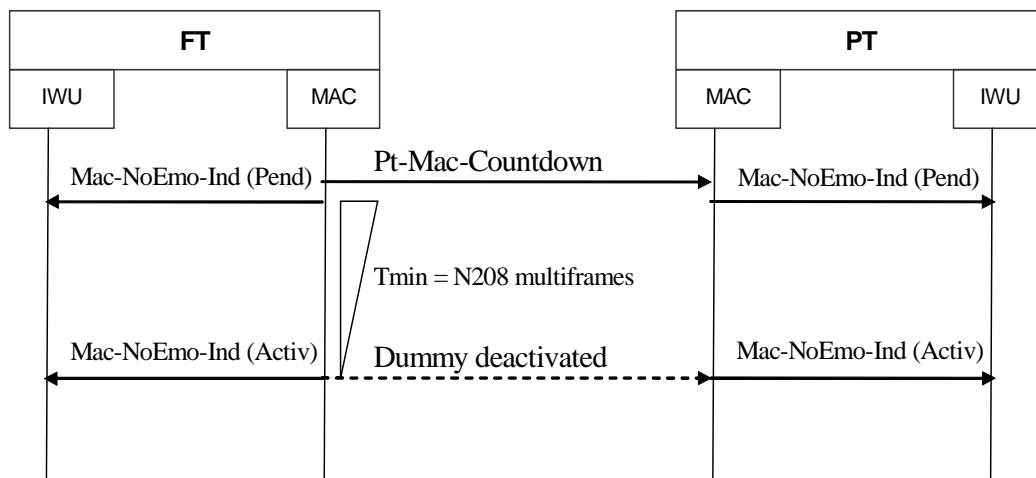 FT
PT
IWU
MAC
MAC
IWU
Pt-Mac-Countdown
Mac-NoEmo-Ind (Pend)
Mac-NoEmo-Ind (Pend)
Tmin = N208 multiframes
Mac-NoEmo-Ind (Activ)
Dummy deactivated
Mac-NoEmo-Ind (Activ)